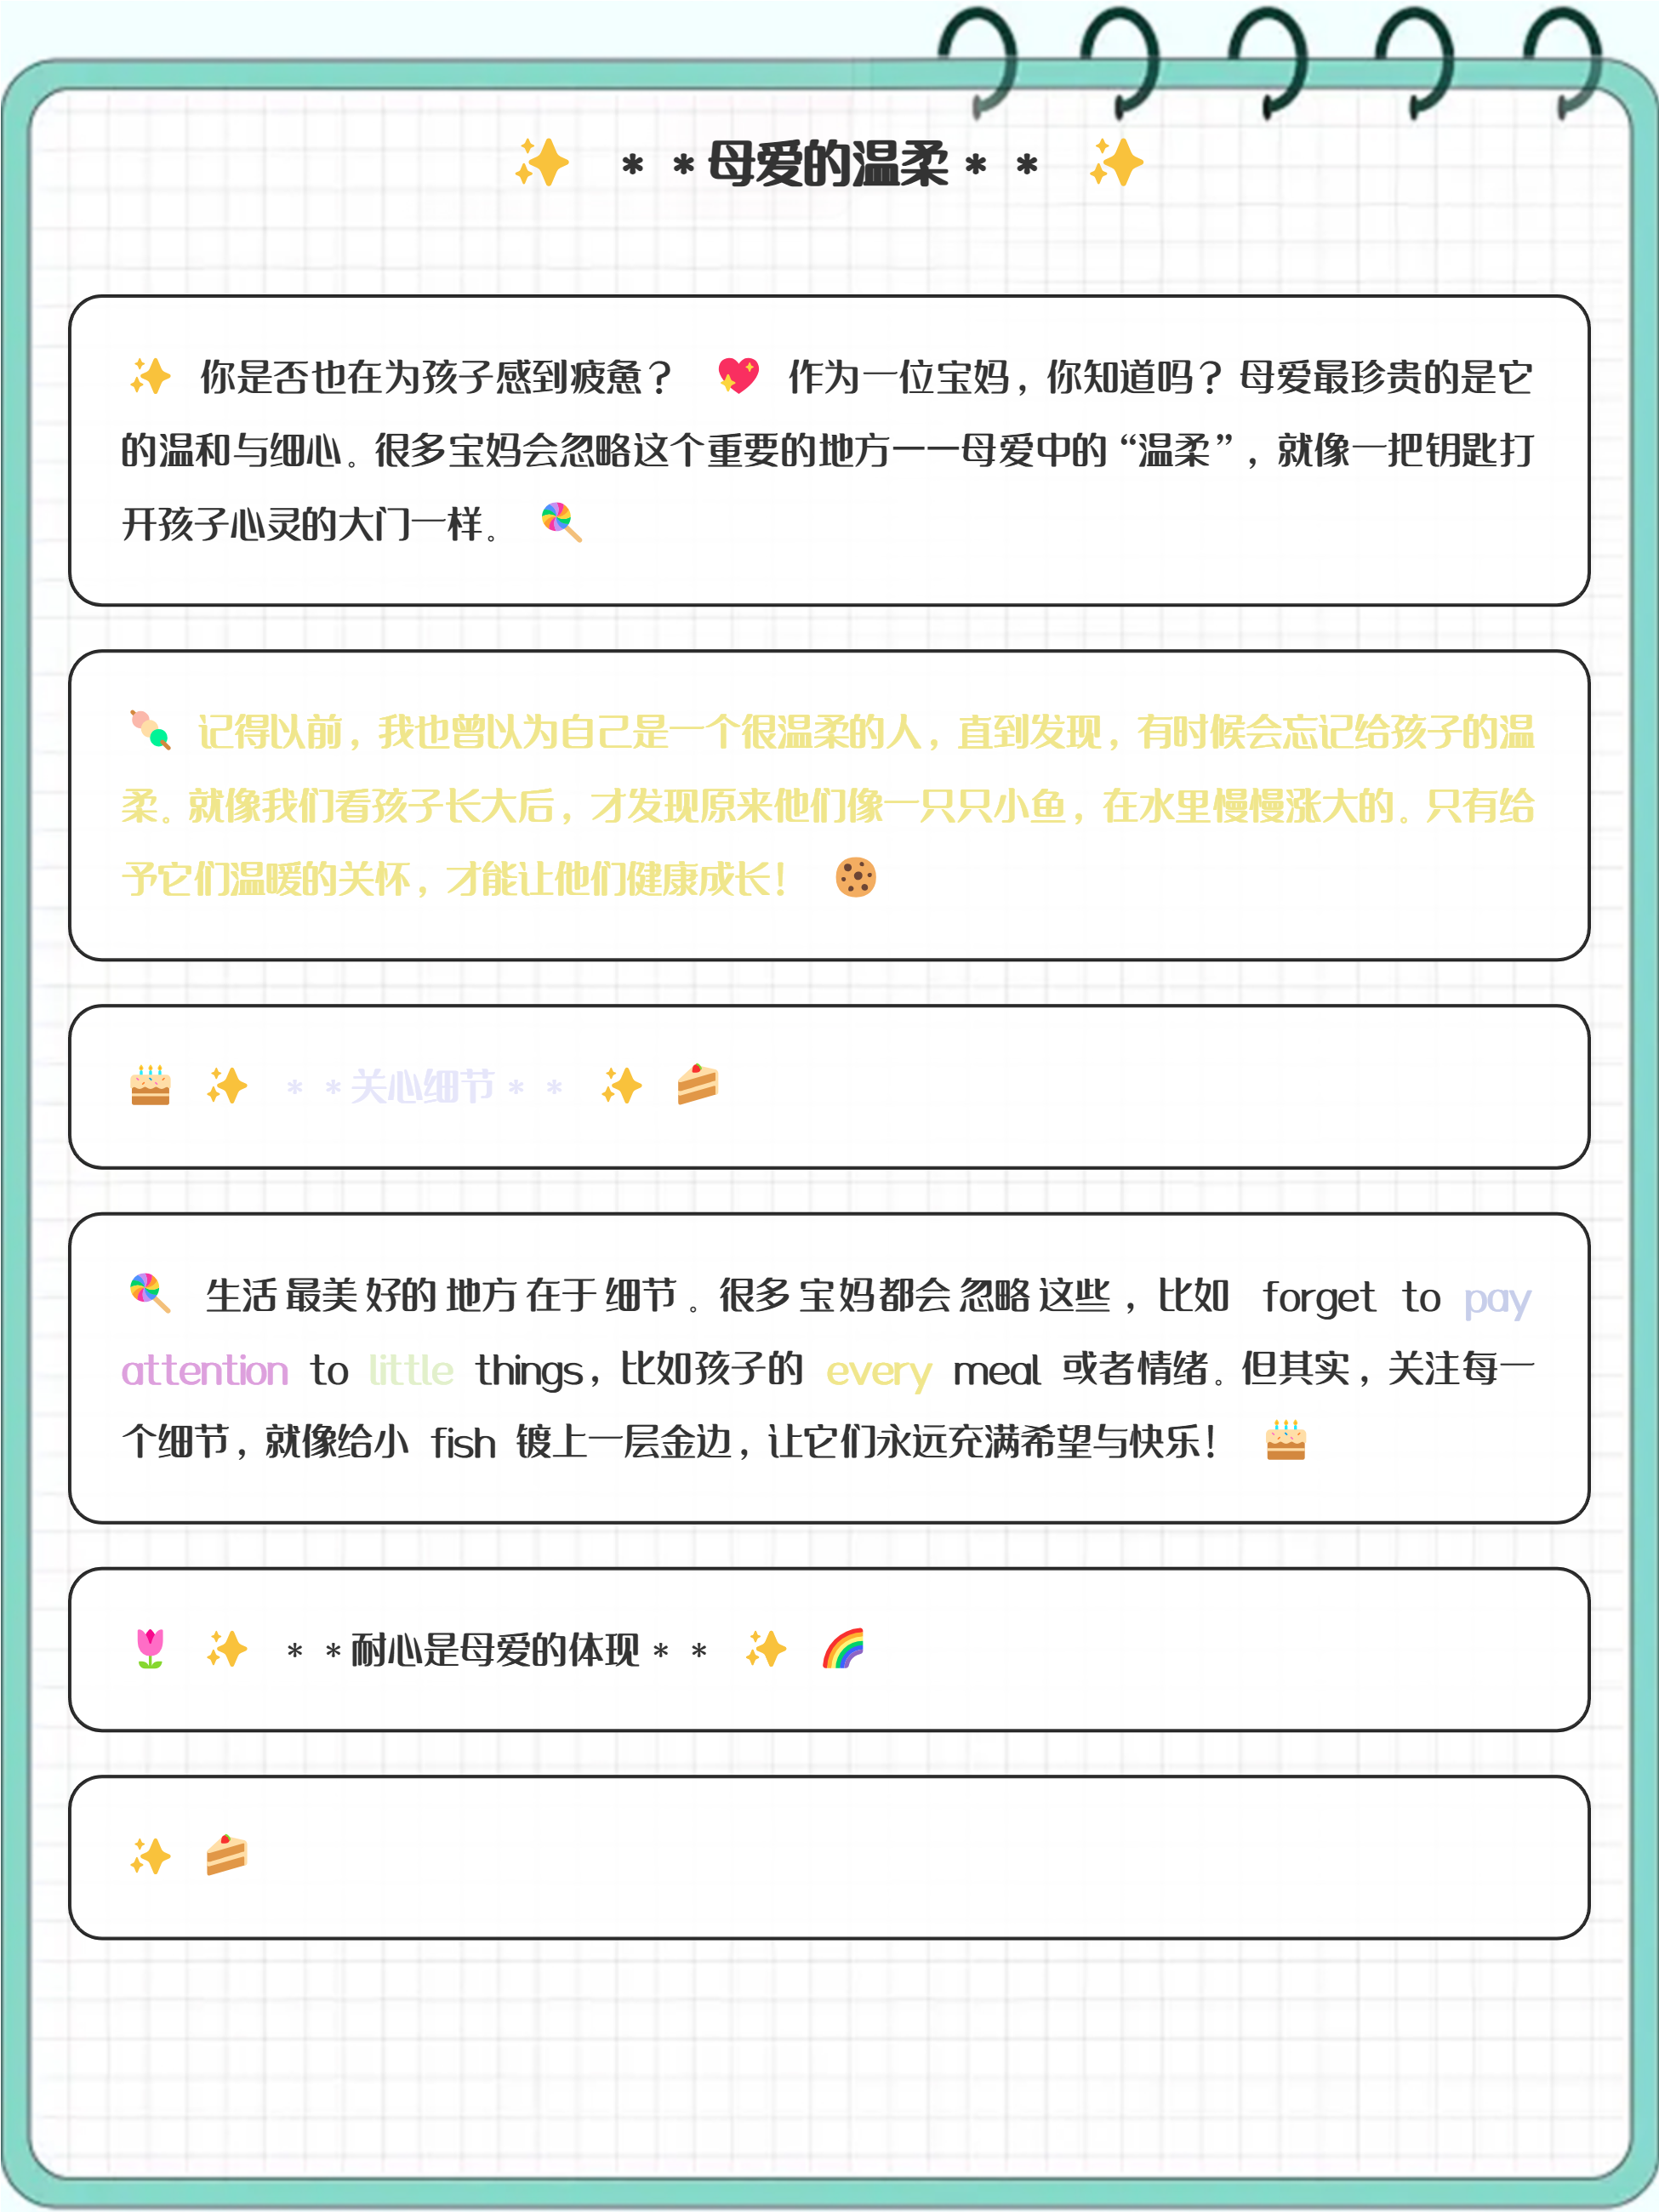 ✨ **母爱的温柔** ✨
✨ 你是否也在为孩子感到疲惫？ 💖 作为一位宝妈，你知道吗？母爱最珍贵的是它
的温和与细心。很多宝妈会忽略这个重要的地方——母爱中的“温柔”，就像一把钥匙打
开孩子心灵的大门一样。 🍭
🍡 记得以前，我也曾以为自己是一个很温柔的人，直到发现，有时候会忘记给孩子的温
柔。就像我们看孩子长大后，才发现原来他们像一只只小鱼，在水里慢慢涨大的。只有给
予它们温暖的关怀，才能让他们健康成长！ 🍪
🎂 ✨ **关心细节** ✨ 🍰
🍭 生活最美好的地方在于细节。很多宝妈都会忽略这些，比如 forget to pay
attention to little things，比如孩子的 every meal 或者情绪。但其实，关注每一
个细节，就像给小 fish 镀上一层金边，让它们永远充满希望与快乐！ 🎂
🌷 ✨ **耐心是母爱的体现** ✨ 🌈
✨ 🍰